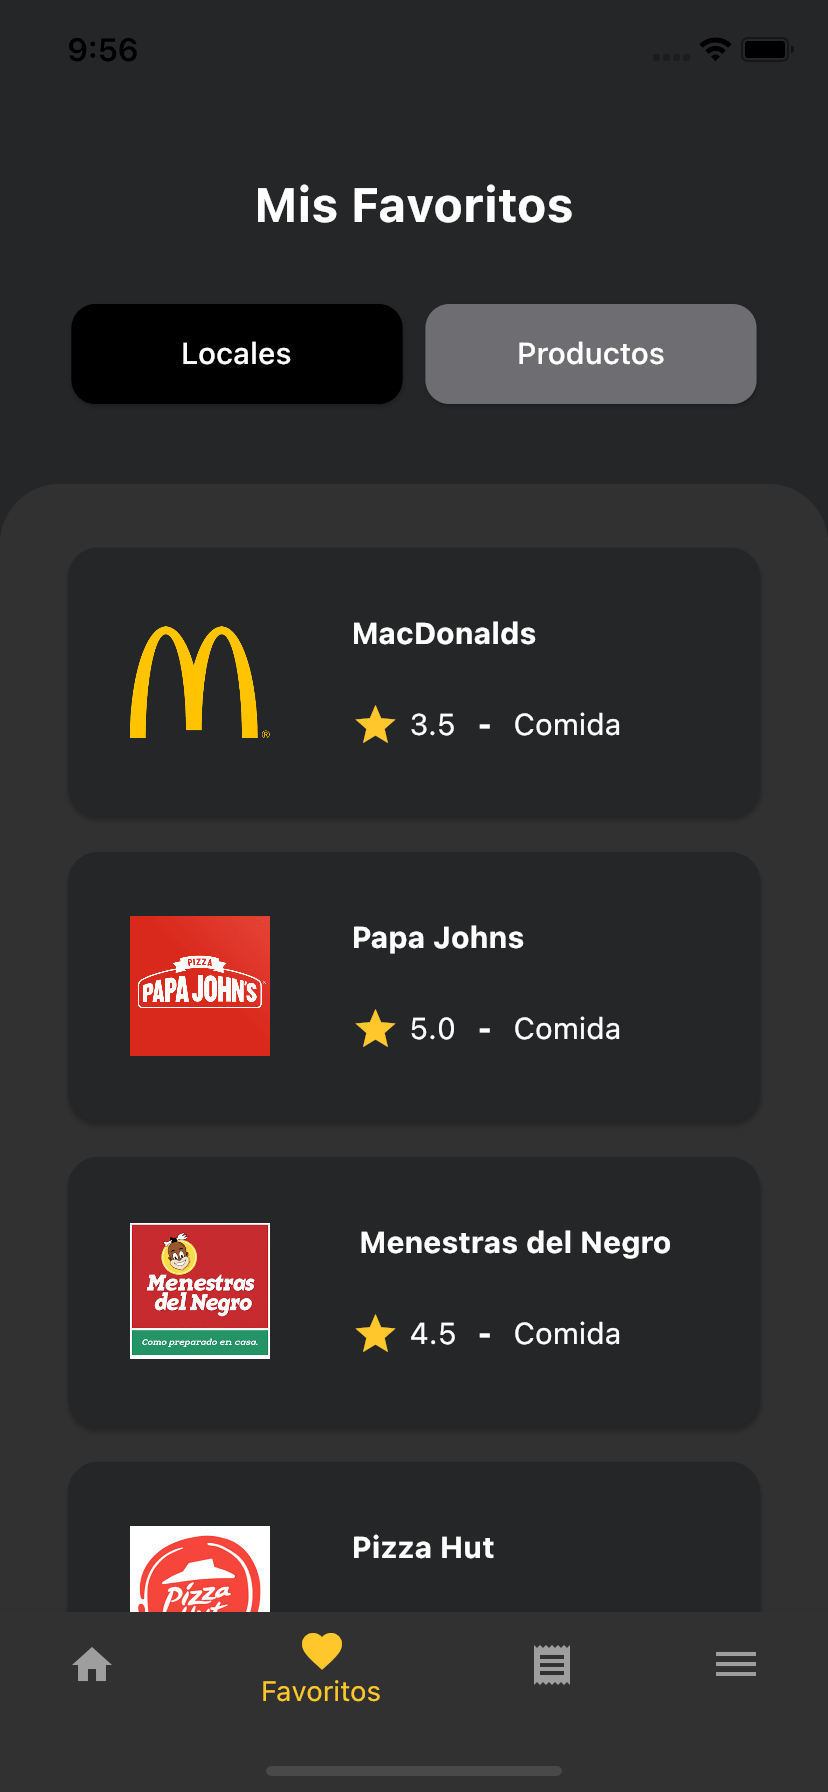 9:56
Mis Favoritos
Locales
Productos
MacDonalds
3.5 - Comida
®
PIZZA
PAPA JOHN'S
Papa Johns
5.0 - Comida
Menestras
del Negro
Como preparado en casa.
Menestras del Negro
4.5 - Comida
Pizza
Hut
Pizza Hut
Favoritos